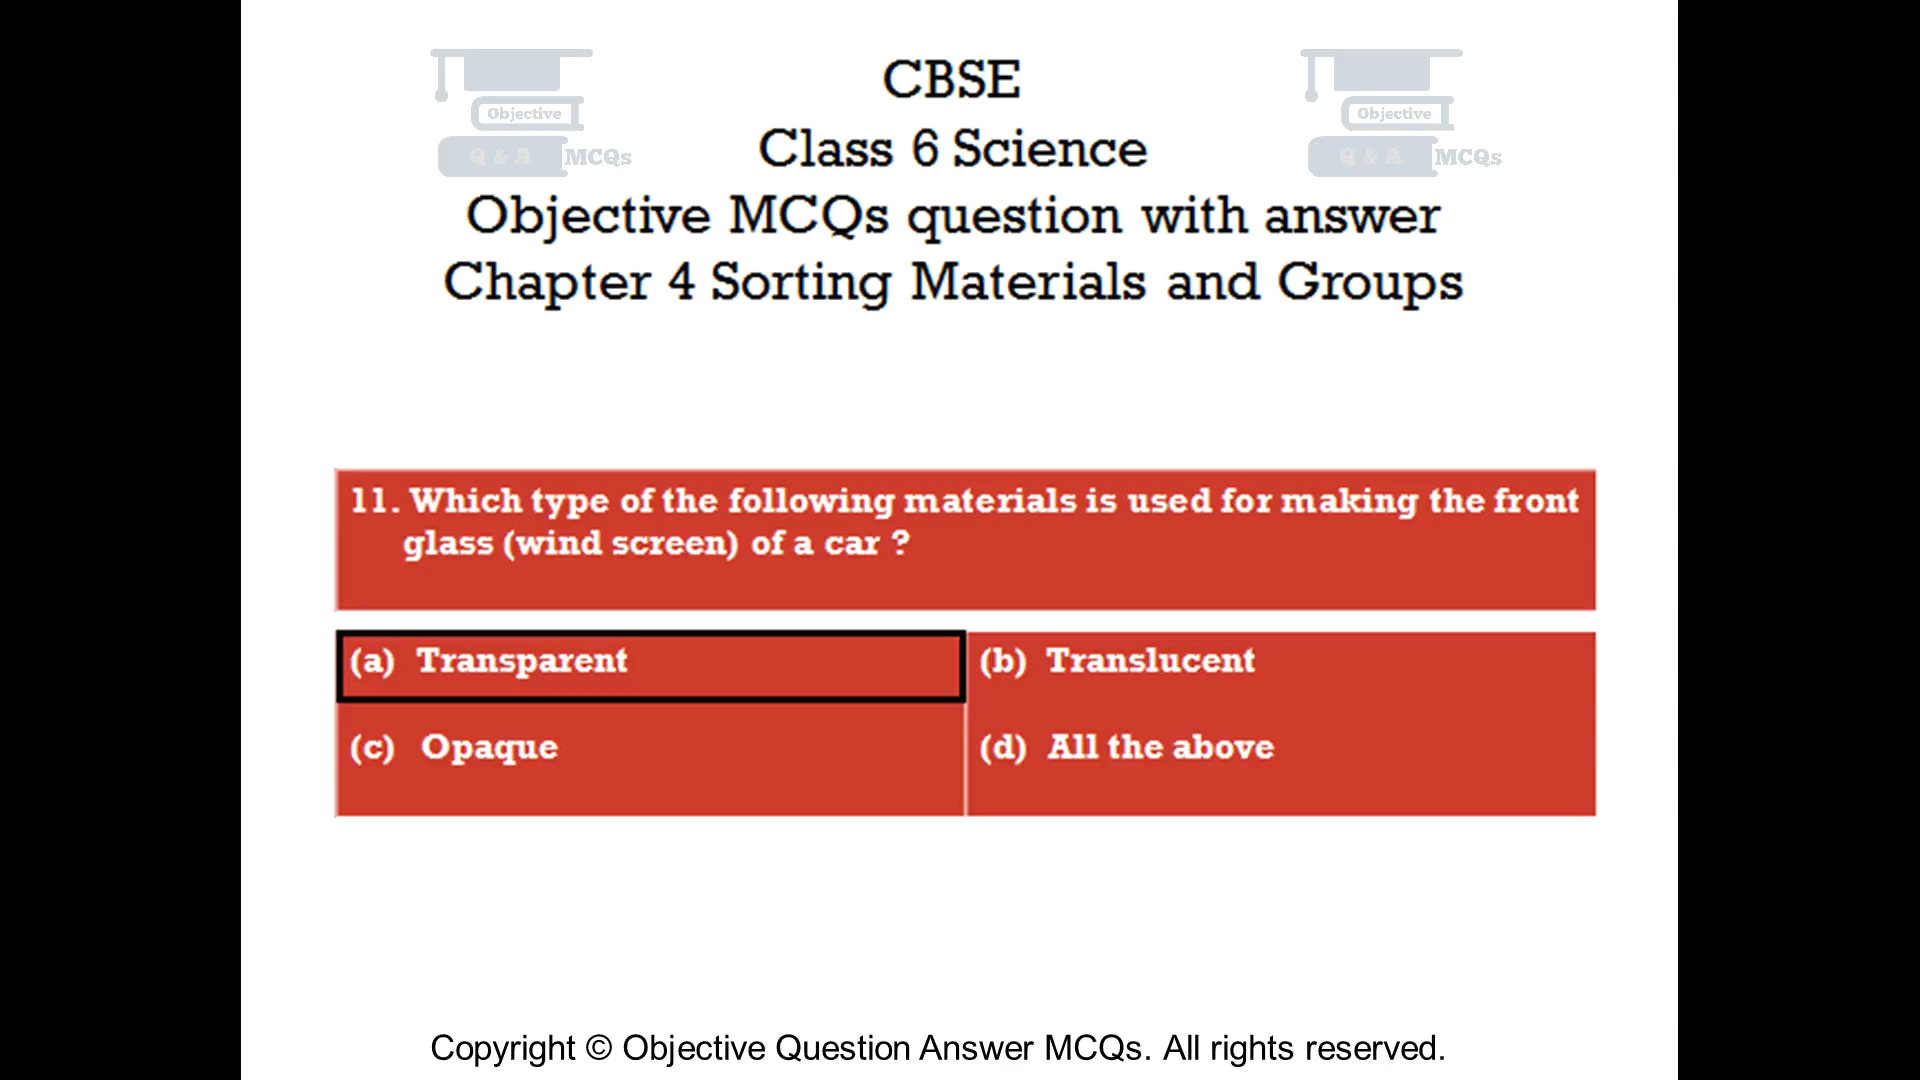 CBSE
Class 6 Science
Objective MCQs question with answer
Chapter 4 Sorting Materials and Groups
Objective
Q & A MCQs
Objective
Q & A MCQs
11. Which type of the following materials is used for making the front
glass (wind screen) of a car ?
(a) Transparent
(b) Translucent
(c) Opaque
(d) All the above
Copyright © Objective Question Answer MCQs. All rights reserved.